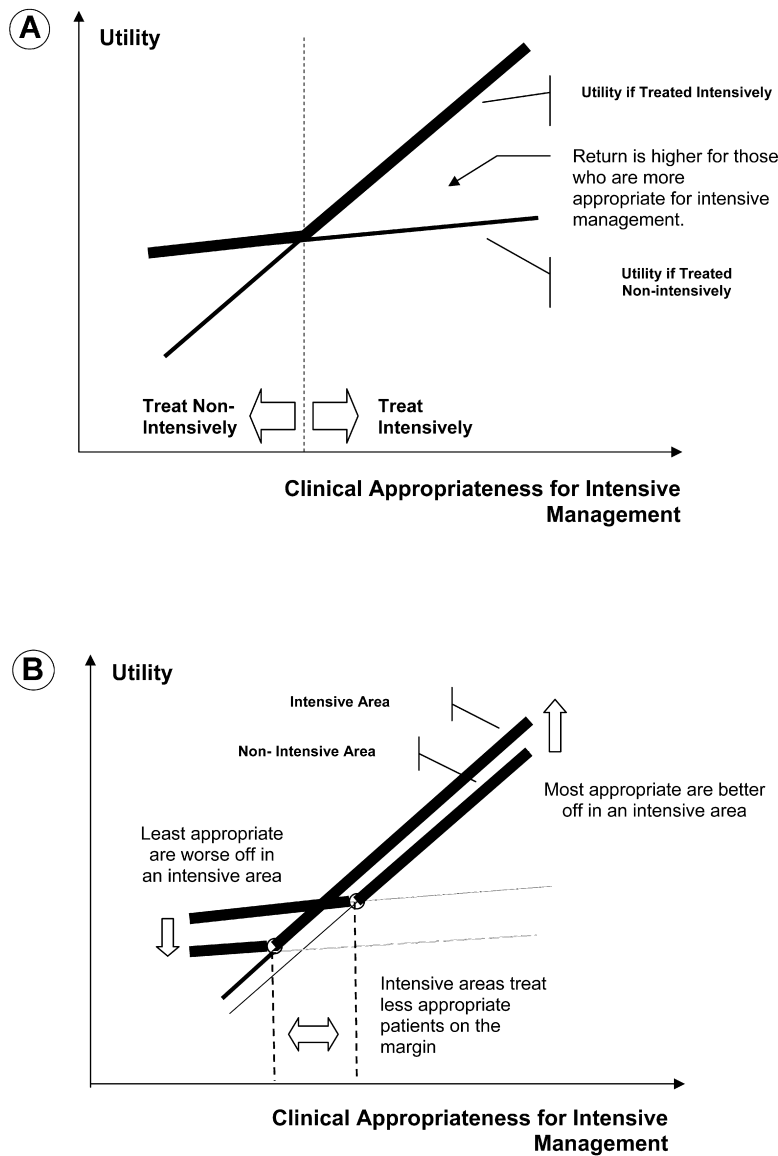 A
Utility
Utility if Treated Intensively
Return is higher for those
who are more
appropriate for intensive
management.
Utility if Treated
Non-intensively
Treat Non-
Intensively
Treat
Intensively
Clinical Appropriateness for Intensive
Management
B
Utility
Intensive Area
Non- Intensive Area
Most appropriate are better
off in an intensive area
Least appropriate
are worse off in
an intensive area
Intensive areas treat
less appropriate
patients on the
margin
Clinical Appropriateness for Intensive
Management